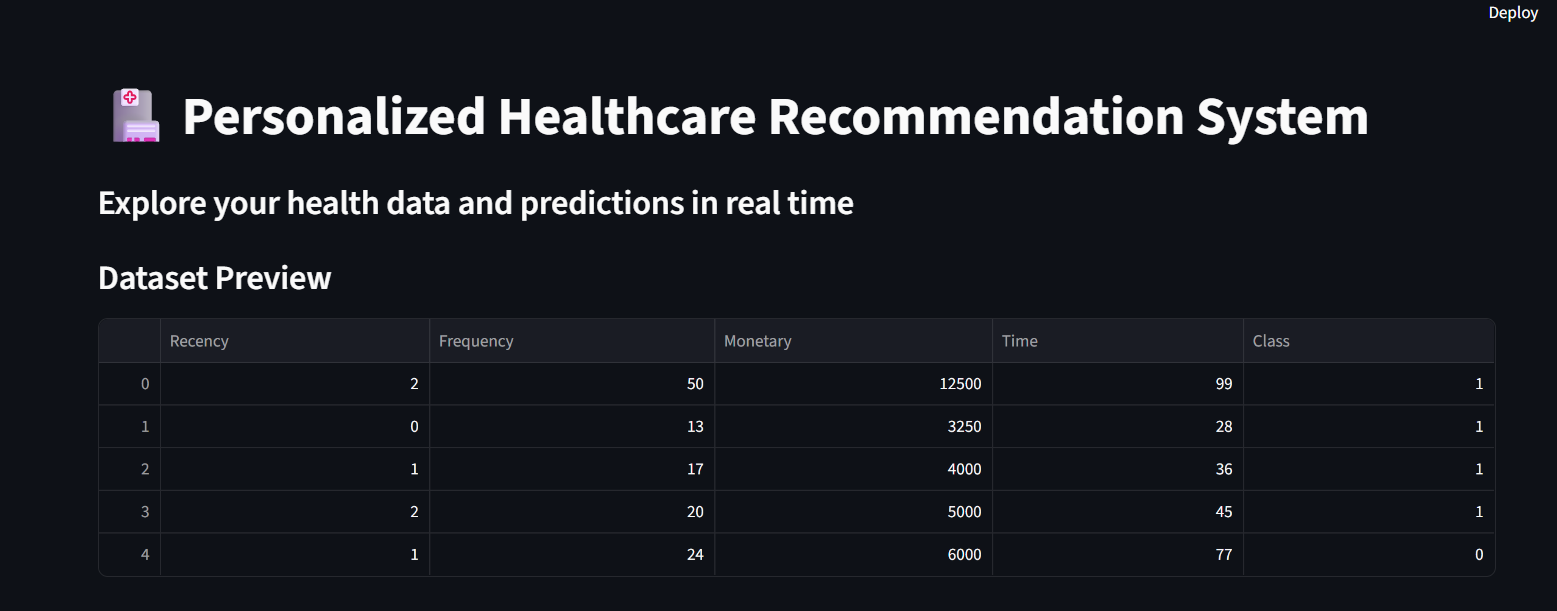 Deploy
Personalized Healthcare Recommendation System
Explore your health data and predictions in real time
Dataset Preview
Recency Frequency Monetary Time Class
0 2 50 12500 99 1
1 0 13 3250 28 1
2 1 17 4000 36 1
3 2 20 5000 45 1
4 1 24 6000 77 0